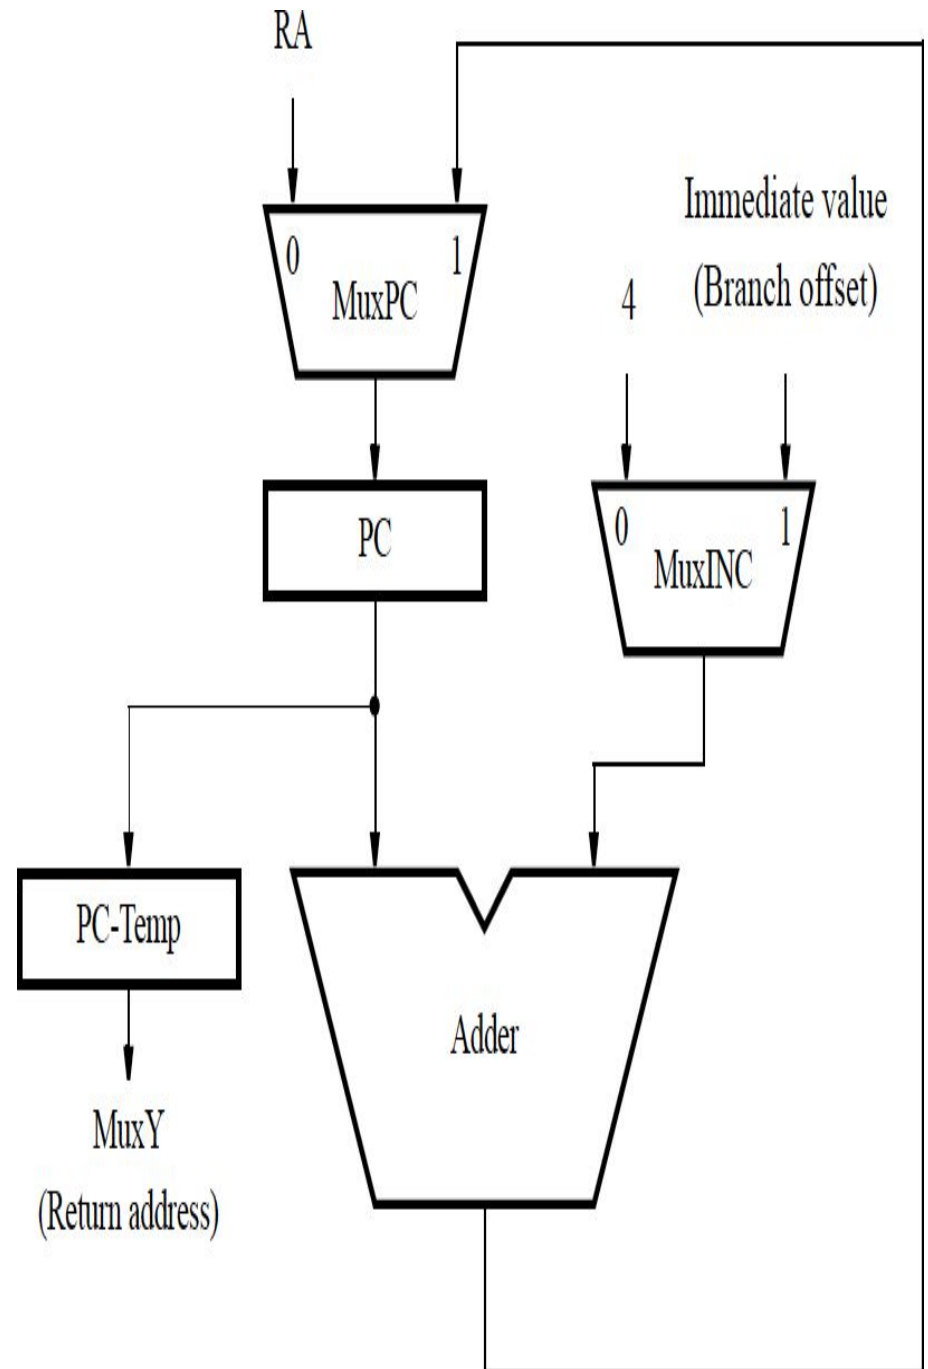 RA
Immediate value
(Branch offset)
4
0
1
MuxPC
PC
0
1
MuxINC
PC-Temp
Adder
MuxY
(Return address)